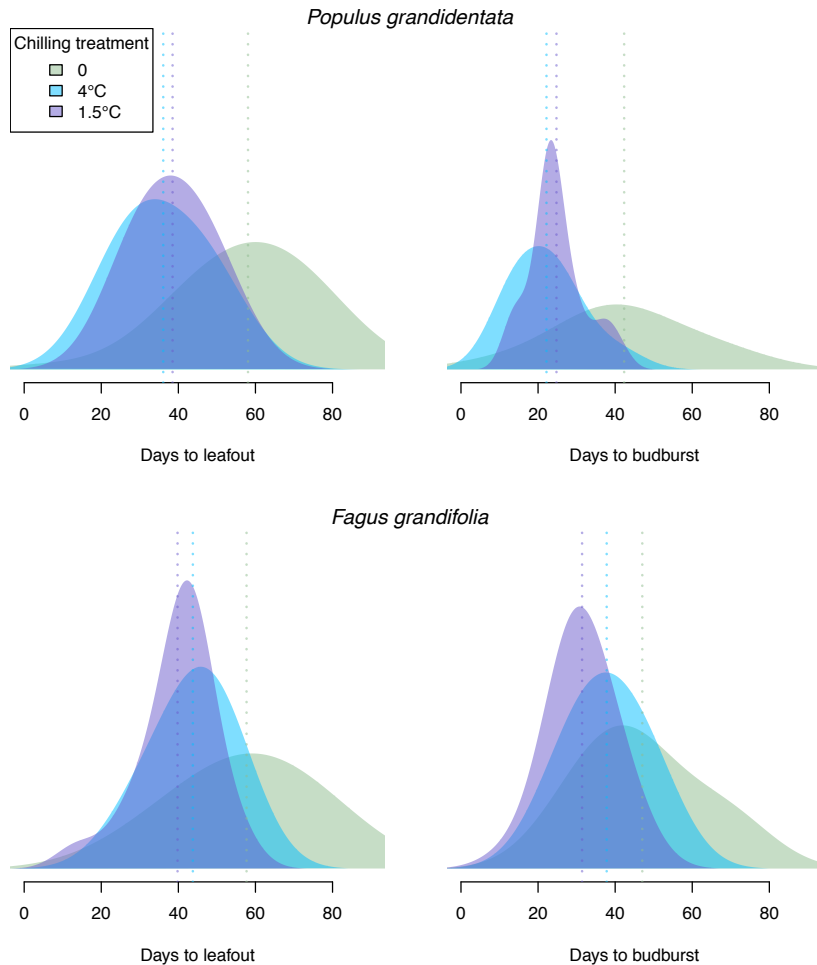 Populus grandidentata
Chilling treatment
0
4°C
1.5°C
0 20 40 60 80
Days to leafout
0 20 40 60 80
Days to budburst
Fagus grandifolia
0 20 40 60 80
Days to leafout
0 20 40 60 80
Days to budburst